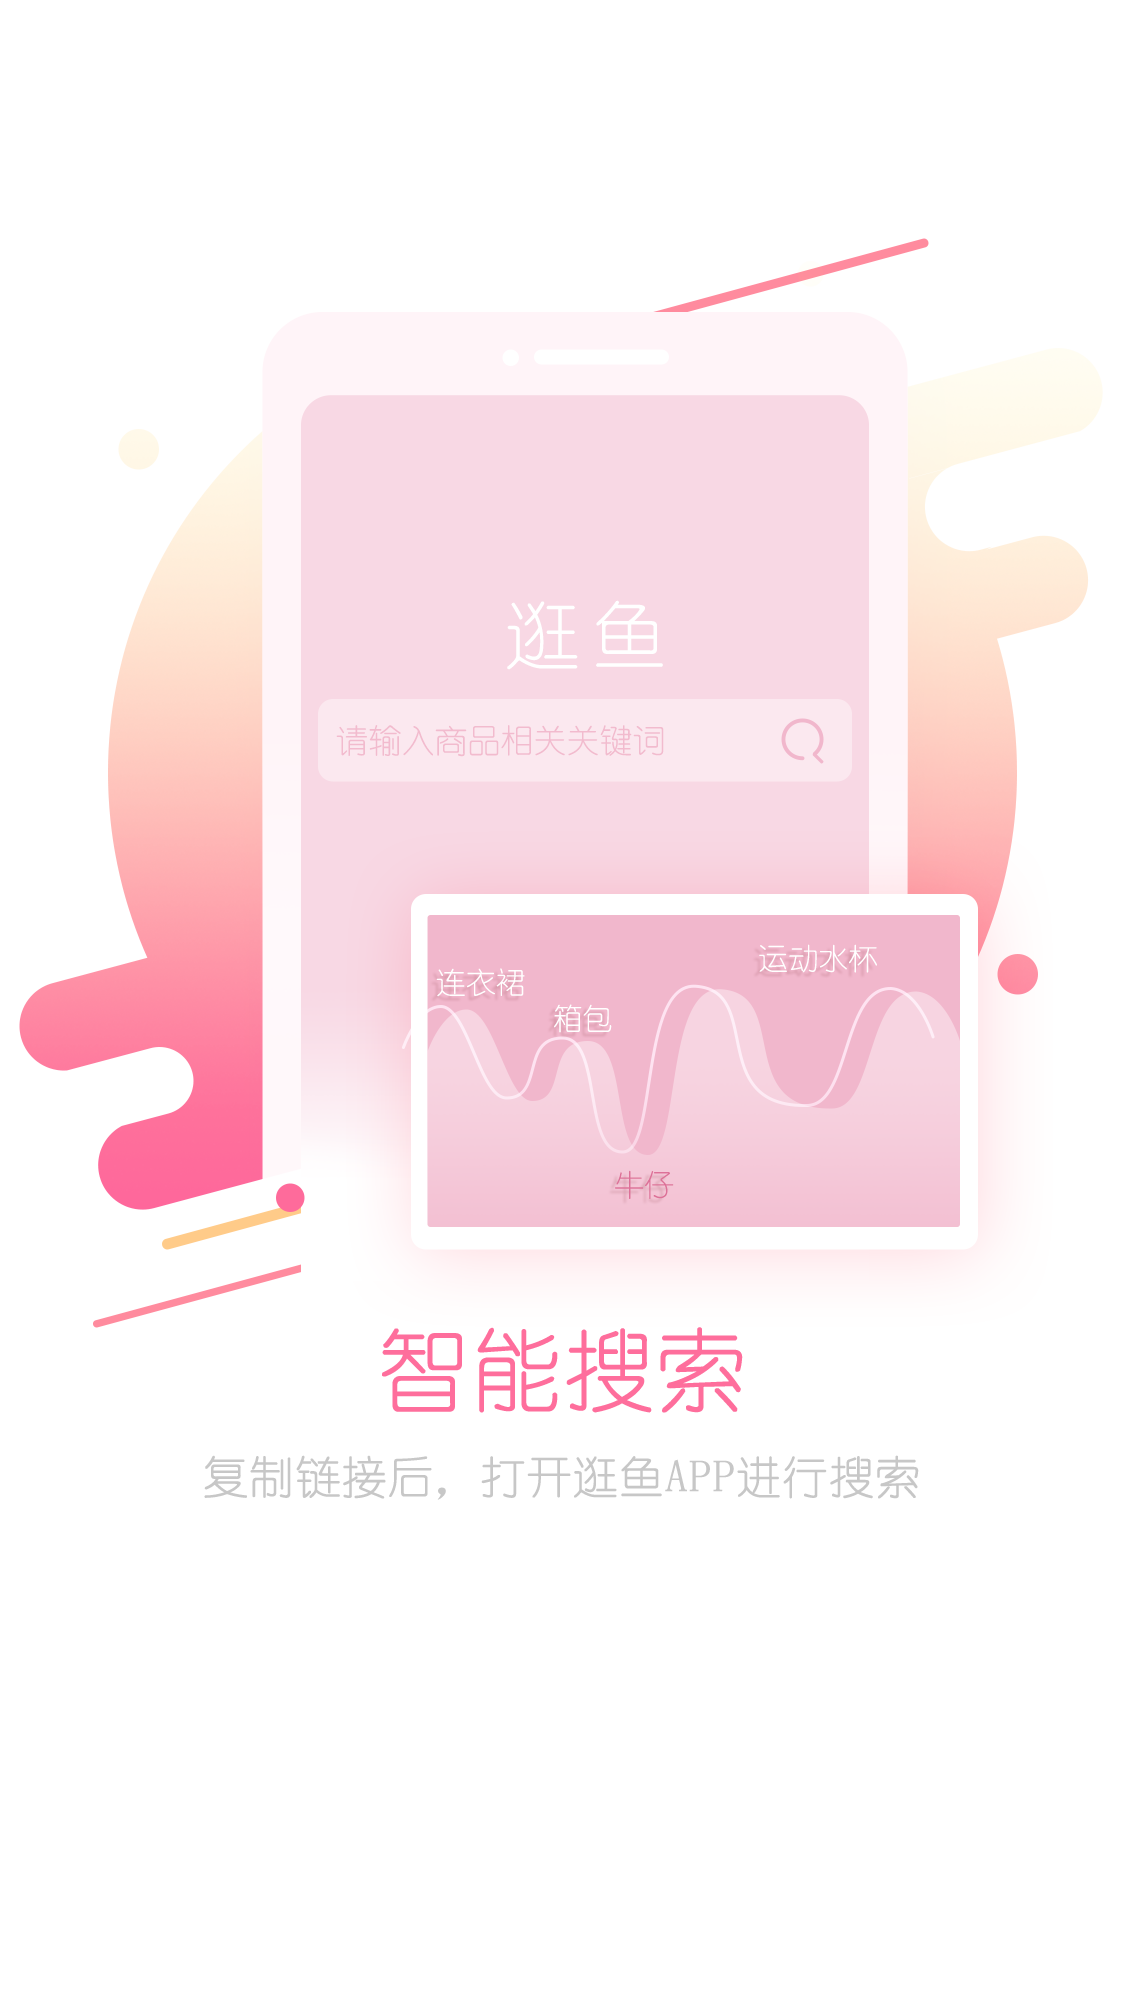 逛鱼
请输入商品相关关键词
运动水杯
连衣裙
箱包
牛仔
智能搜索
复制链接后，打开逛鱼APP进行搜索